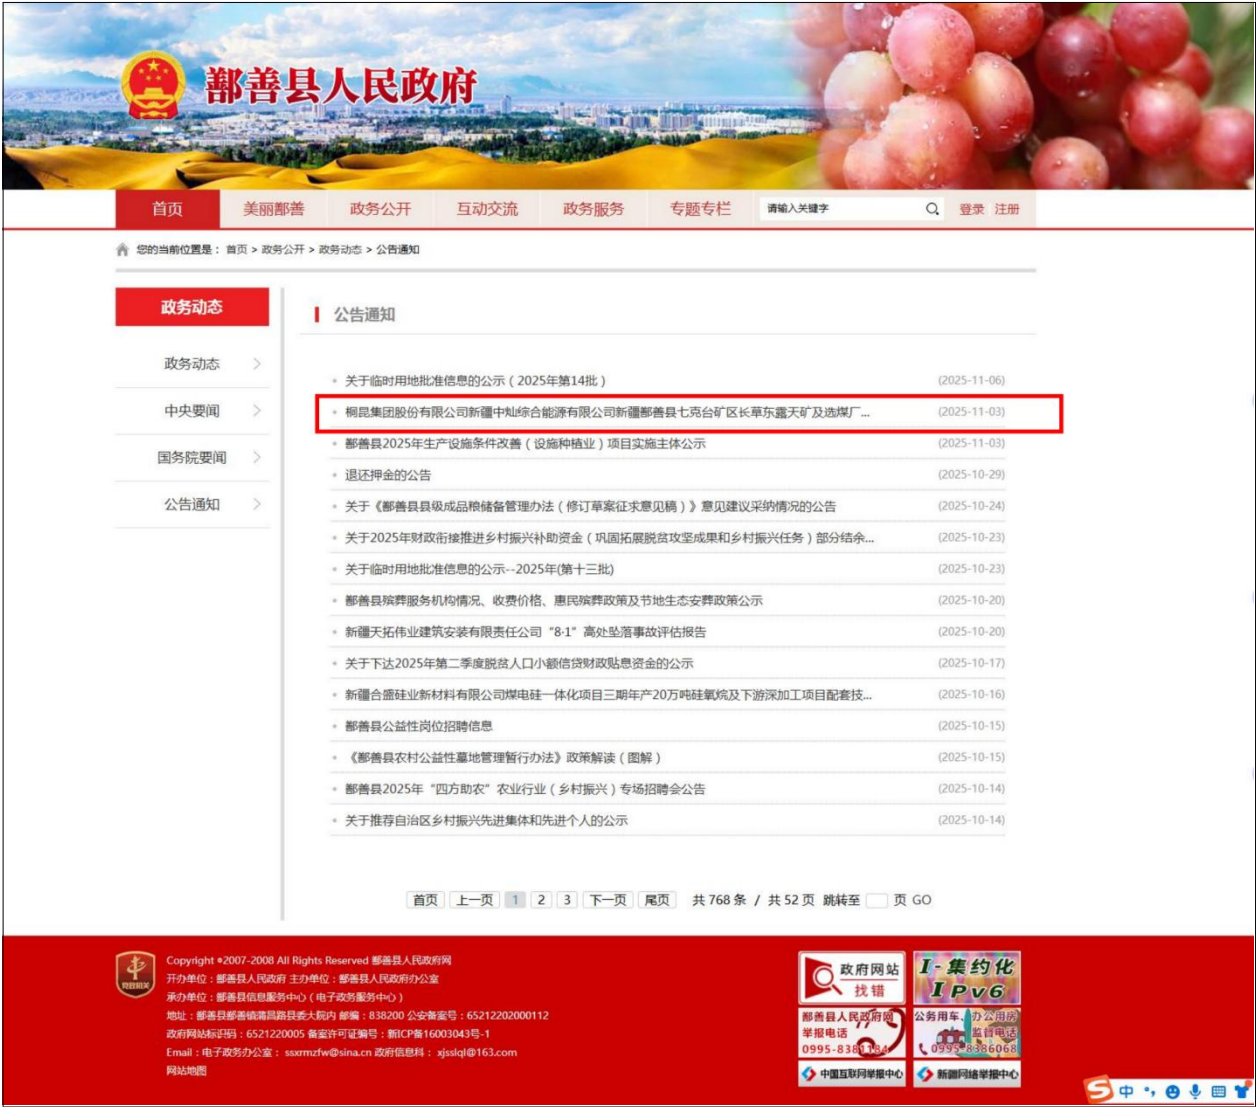 鄯善县人民政府
首页 美丽鄯善 政务公开 互动交流 政务服务 专题专栏 请输入关键字 登录 注册
您的当前位置是： 首页 > 政务公开 > 政务动态 > 公告通知
政务动态
政务动态
中央要闻
国务院要闻
公告通知
公告通知
关于临时用地批准信息的公示（2025年第14批） (2025-11-06)
桐昆集团股份有限公司新疆中灿综合能源有限公司新疆鄯善县七克台矿区长草东露天矿及选煤厂... (2025-11-03)
鄯善县2025年生产设施条件改善（设施种植业）项目实施主体公示 (2025-11-03)
退还押金的公告 (2025-10-29)
关于《鄯善县县级成品粮储备管理办法（修订草案征求意见稿）》意见建议采纳情况的公告 (2025-10-24)
关于2025年财政衔接推进乡村振兴补助资金（巩固拓展脱贫攻坚成果和乡村振兴任务）部分结余... (2025-10-23)
关于临时用地批准信息的公示--2025年(第十三批) (2025-10-23)
鄯善县殡葬服务机构情况、收费价格、惠民殡葬政策及节地生态安葬政策公示 (2025-10-20)
新疆天拓伟业建筑安装有限责任公司“8·1”高处坠落事故评估报告 (2025-10-20)
关于下达2025年第二季度脱贫人口小额信贷财政贴息资金的公示 (2025-10-17)
新疆合盛硅业新材料有限公司煤电硅一体化项目三期年产20万吨硅氧烷及下游深加工项目配套技... (2025-10-16)
鄯善县公益性岗位招聘信息 (2025-10-15)
《鄯善县农村公益性墓地管理暂行办法》政策解读（图解） (2025-10-15)
鄯善县2025年“四方助农”农业行业（乡村振兴）专场招聘会公告 (2025-10-14)
关于推荐自治区乡村振兴先进集体和先进个人的公示 (2025-10-14)
首页 上一页 1 2 3 下一页 尾页 共 768 条 / 共 52 页 跳转至 页 GO
党政机关
Copyright ©2007-2008 All Rights Reserved 鄯善县人民政府网
开办单位：鄯善县人民政府 主办单位：鄯善县人民政府办公室
承办单位：鄯善县信息服务中心（电子政务服务中心）
地址：鄯善县鄯善镇蒲昌路县委大院内 邮编：838200 公安备案号：65212202000112
政府网站标识码：6521220005 备案许可证编号：新ICP备16003043号-1
Email：电子政务办公室： ssxrmzfw@sina.cn 政府信息科： xjsslql@163.com
网站地图
政府网站
找错
I-集约化
IPv6
鄯善县人民政府网
举报电话
0995-8381184
公务用车、办公用房
监督电话
0995-8386068
中国互联网举报中心
新疆网络举报中心
中